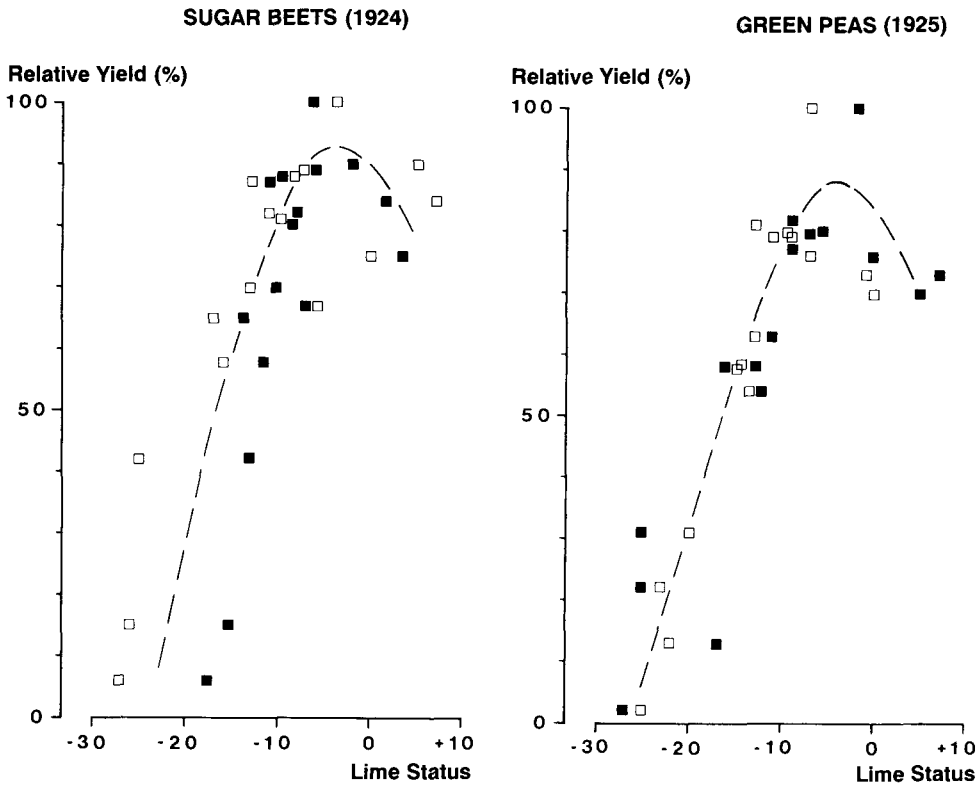 SUGAR BEETS (1924)
Relative Yield (%)
100
50
0
-30 -20 -10 0 +10
Lime Status
GREEN PEAS (1925)
Relative Yield (%)
100
50
0
-30 -20 -10 0 +10
Lime Status